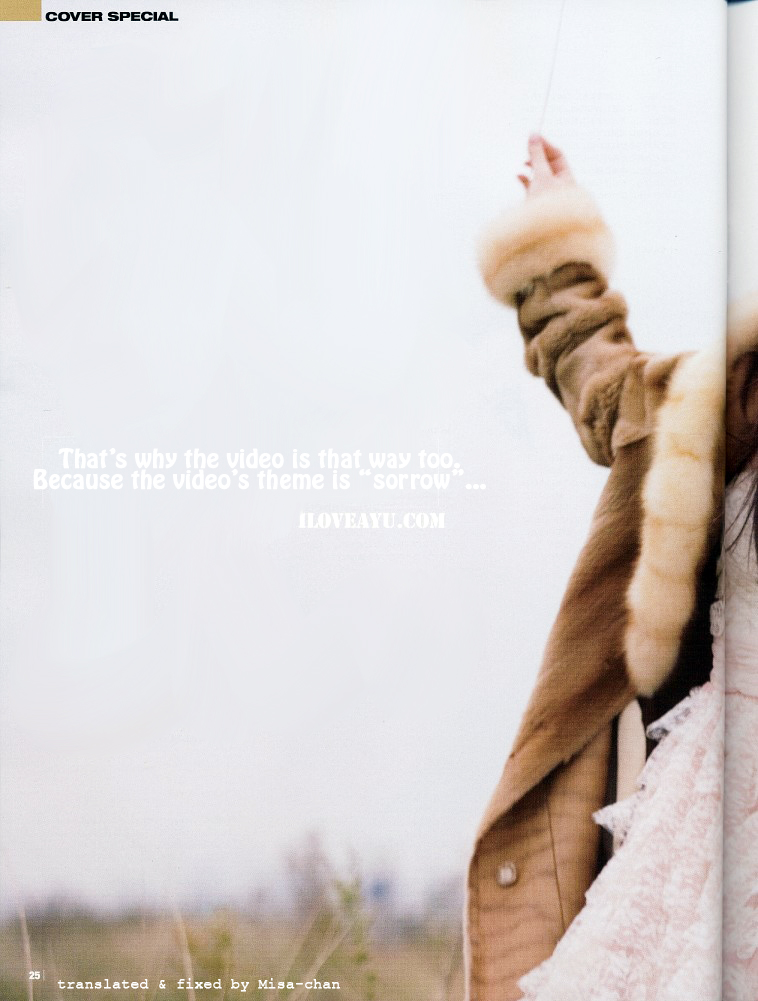 COVER SPECIAL
That's why the video is that way too.
Because the video's theme is "sorrow"...
ILOVEAYU.COM
25
translated & fixed by Misa-chan